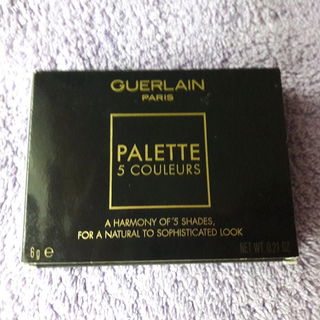 GUERLAIN
PARIS
PALETTE
5 COULEURS
A HARMONY OF 5 SHADES,
FOR A NATURAL TO SOPHISTICATED LOOK
6g ℮ NET WT. 0.21 OZ